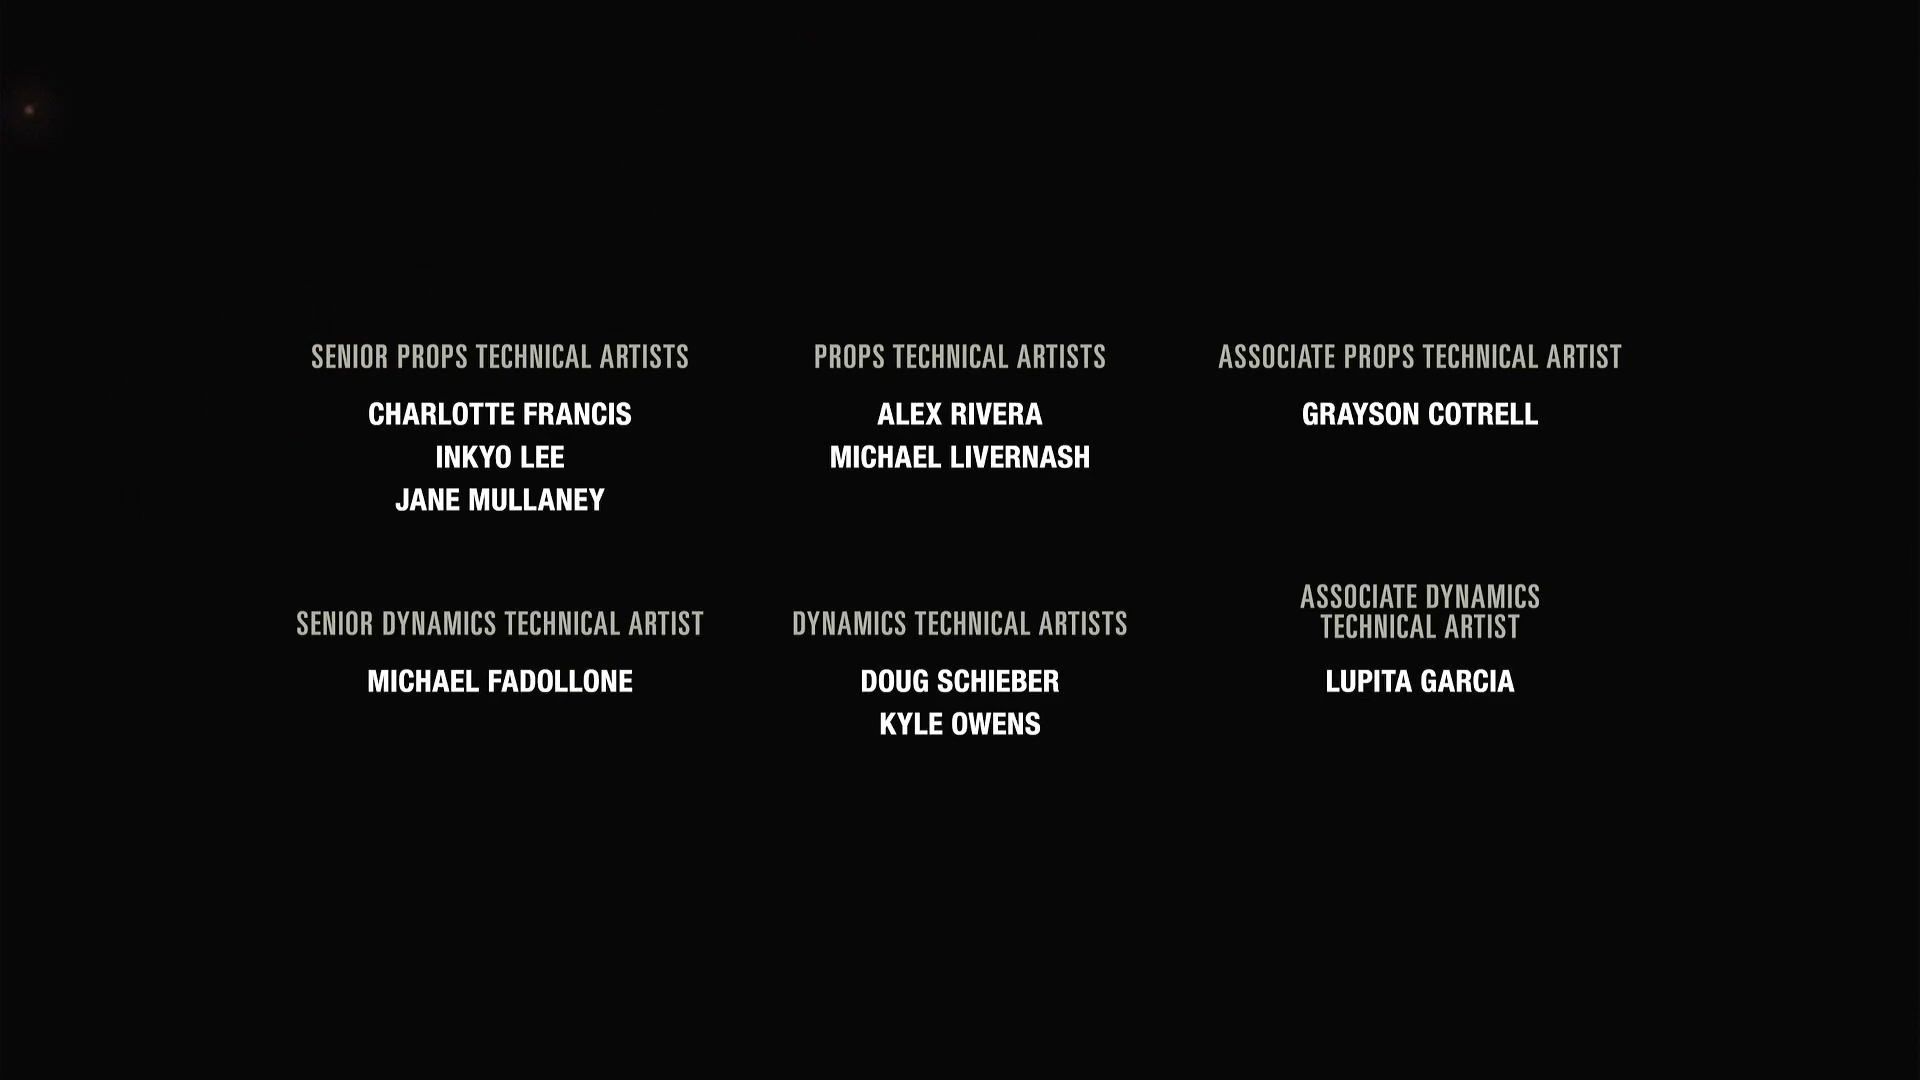 SENIOR PROPS TECHNICAL ARTISTS
CHARLOTTE FRANCIS
INKYO LEE
JANE MULLANEY
PROPS TECHNICAL ARTISTS
ALEX RIVERA
MICHAEL LIVERNASH
ASSOCIATE PROPS TECHNICAL ARTIST
GRAYSON COTRELL
SENIOR DYNAMICS TECHNICAL ARTIST
MICHAEL FADOLLONE
DYNAMICS TECHNICAL ARTISTS
DOUG SCHIEBER
KYLE OWENS
ASSOCIATE DYNAMICS
TECHNICAL ARTIST
LUPITA GARCIA